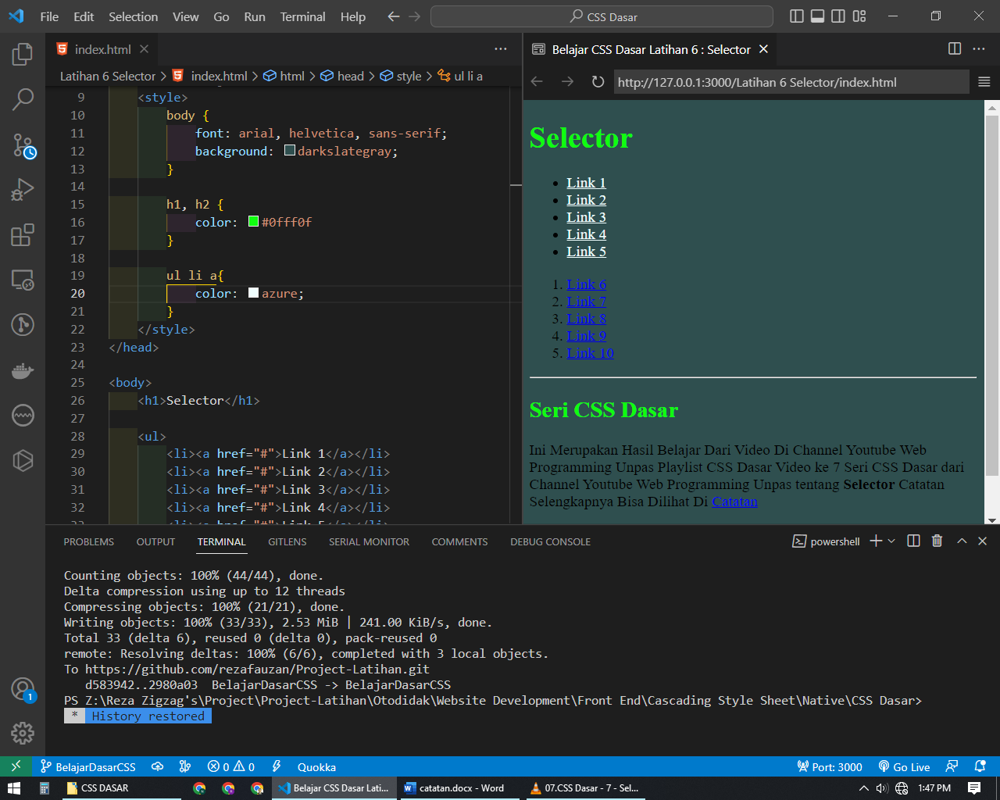 File Edit Selection View Go Run Terminal Help CSS Dasar
index.html
Latihan 6 Selector > index.html > html > head > style > ul li a
9 <style>
10 body {
11 font: arial, helvetica, sans-serif;
12 background: darkslategray;
13 }
14
15 h1, h2 {
16 color: #0fff0f
17 }
18
19 ul li a{
20 color: azure;
21 }
22 </style>
23 </head>
24
25 <body>
26 <h1>Selector</h1>
27
28 <ul>
29 <li><a href="#">Link 1</a></li>
30 <li><a href="#">Link 2</a></li>
31 <li><a href="#">Link 3</a></li>
32 <li><a href="#">Link 4</a></li>
33 <li><a href="#">Link 5</a></li>
Belajar CSS Dasar Latihan 6 : Selector
http://127.0.0.1:3000/Latihan 6 Selector/index.html
Selector
• Link 1
• Link 2
• Link 3
• Link 4
• Link 5
1. Link 6
2. Link 7
3. Link 8
4. Link 9
5. Link 10
Seri CSS Dasar
Ini Merupakan Hasil Belajar Dari Video Di Channel Youtube Web
Programming Unpas Playlist CSS Dasar Video ke 7 Seri CSS Dasar dari
Channel Youtube Web Programming Unpas tentang Selector Catatan
Selengkapnya Bisa Dilihat Di Catatan
PROBLEMS OUTPUT TERMINAL GITLENS SERIAL MONITOR COMMENTS DEBUG CONSOLE powershell
Counting objects: 100% (44/44), done.
Delta compression using up to 12 threads
Compressing objects: 100% (21/21), done.
Writing objects: 100% (33/33), 2.53 MiB | 241.00 KiB/s, done.
Total 33 (delta 6), reused 0 (delta 0), pack-reused 0
remote: Resolving deltas: 100% (6/6), completed with 3 local objects.
To https://github.com/rezafauzan/Project-Latihan.git
d583942..2980a03 BelajarDasarCSS -> BelajarDasarCSS
PS Z:\Reza Zigzag's\Project\Project-Latihan\Otodidak\Website Development\Front End\Cascading Style Sheet\Native\CSS Dasar>
* History restored
1
BelajarDasarCSS 0 0 Quokka Port: 3000 Go Live
CSS DASAR Belajar CSS Dasar Lati... catatan.docx - Word 07.CSS Dasar - 7 - Sel... 1:47 PM